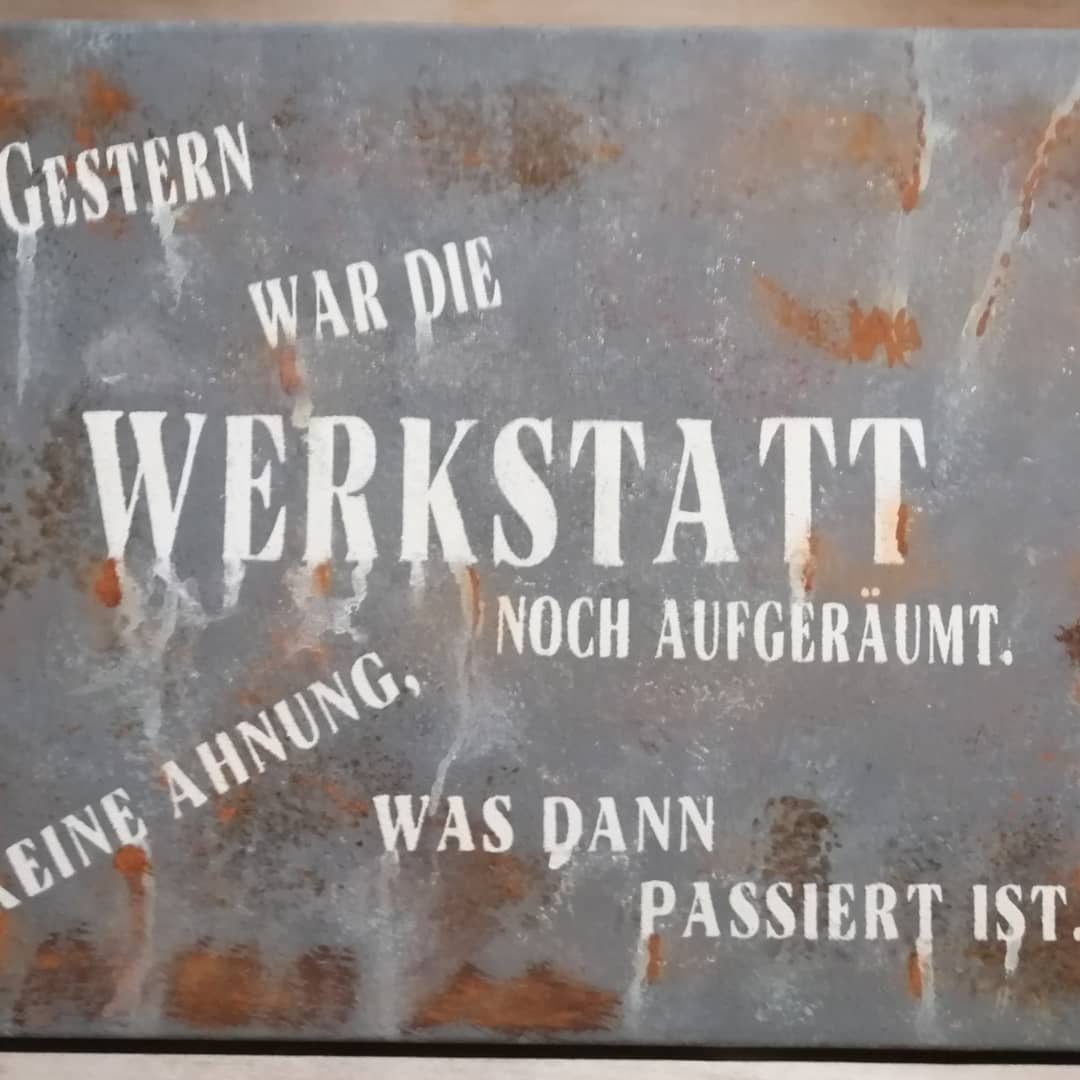 GESTERN
WAR DIE
WERKSTATT
NOCH AUFGERÄUMT.
KEINE AHNUNG,
WAS DANN
PASSIERT IST.